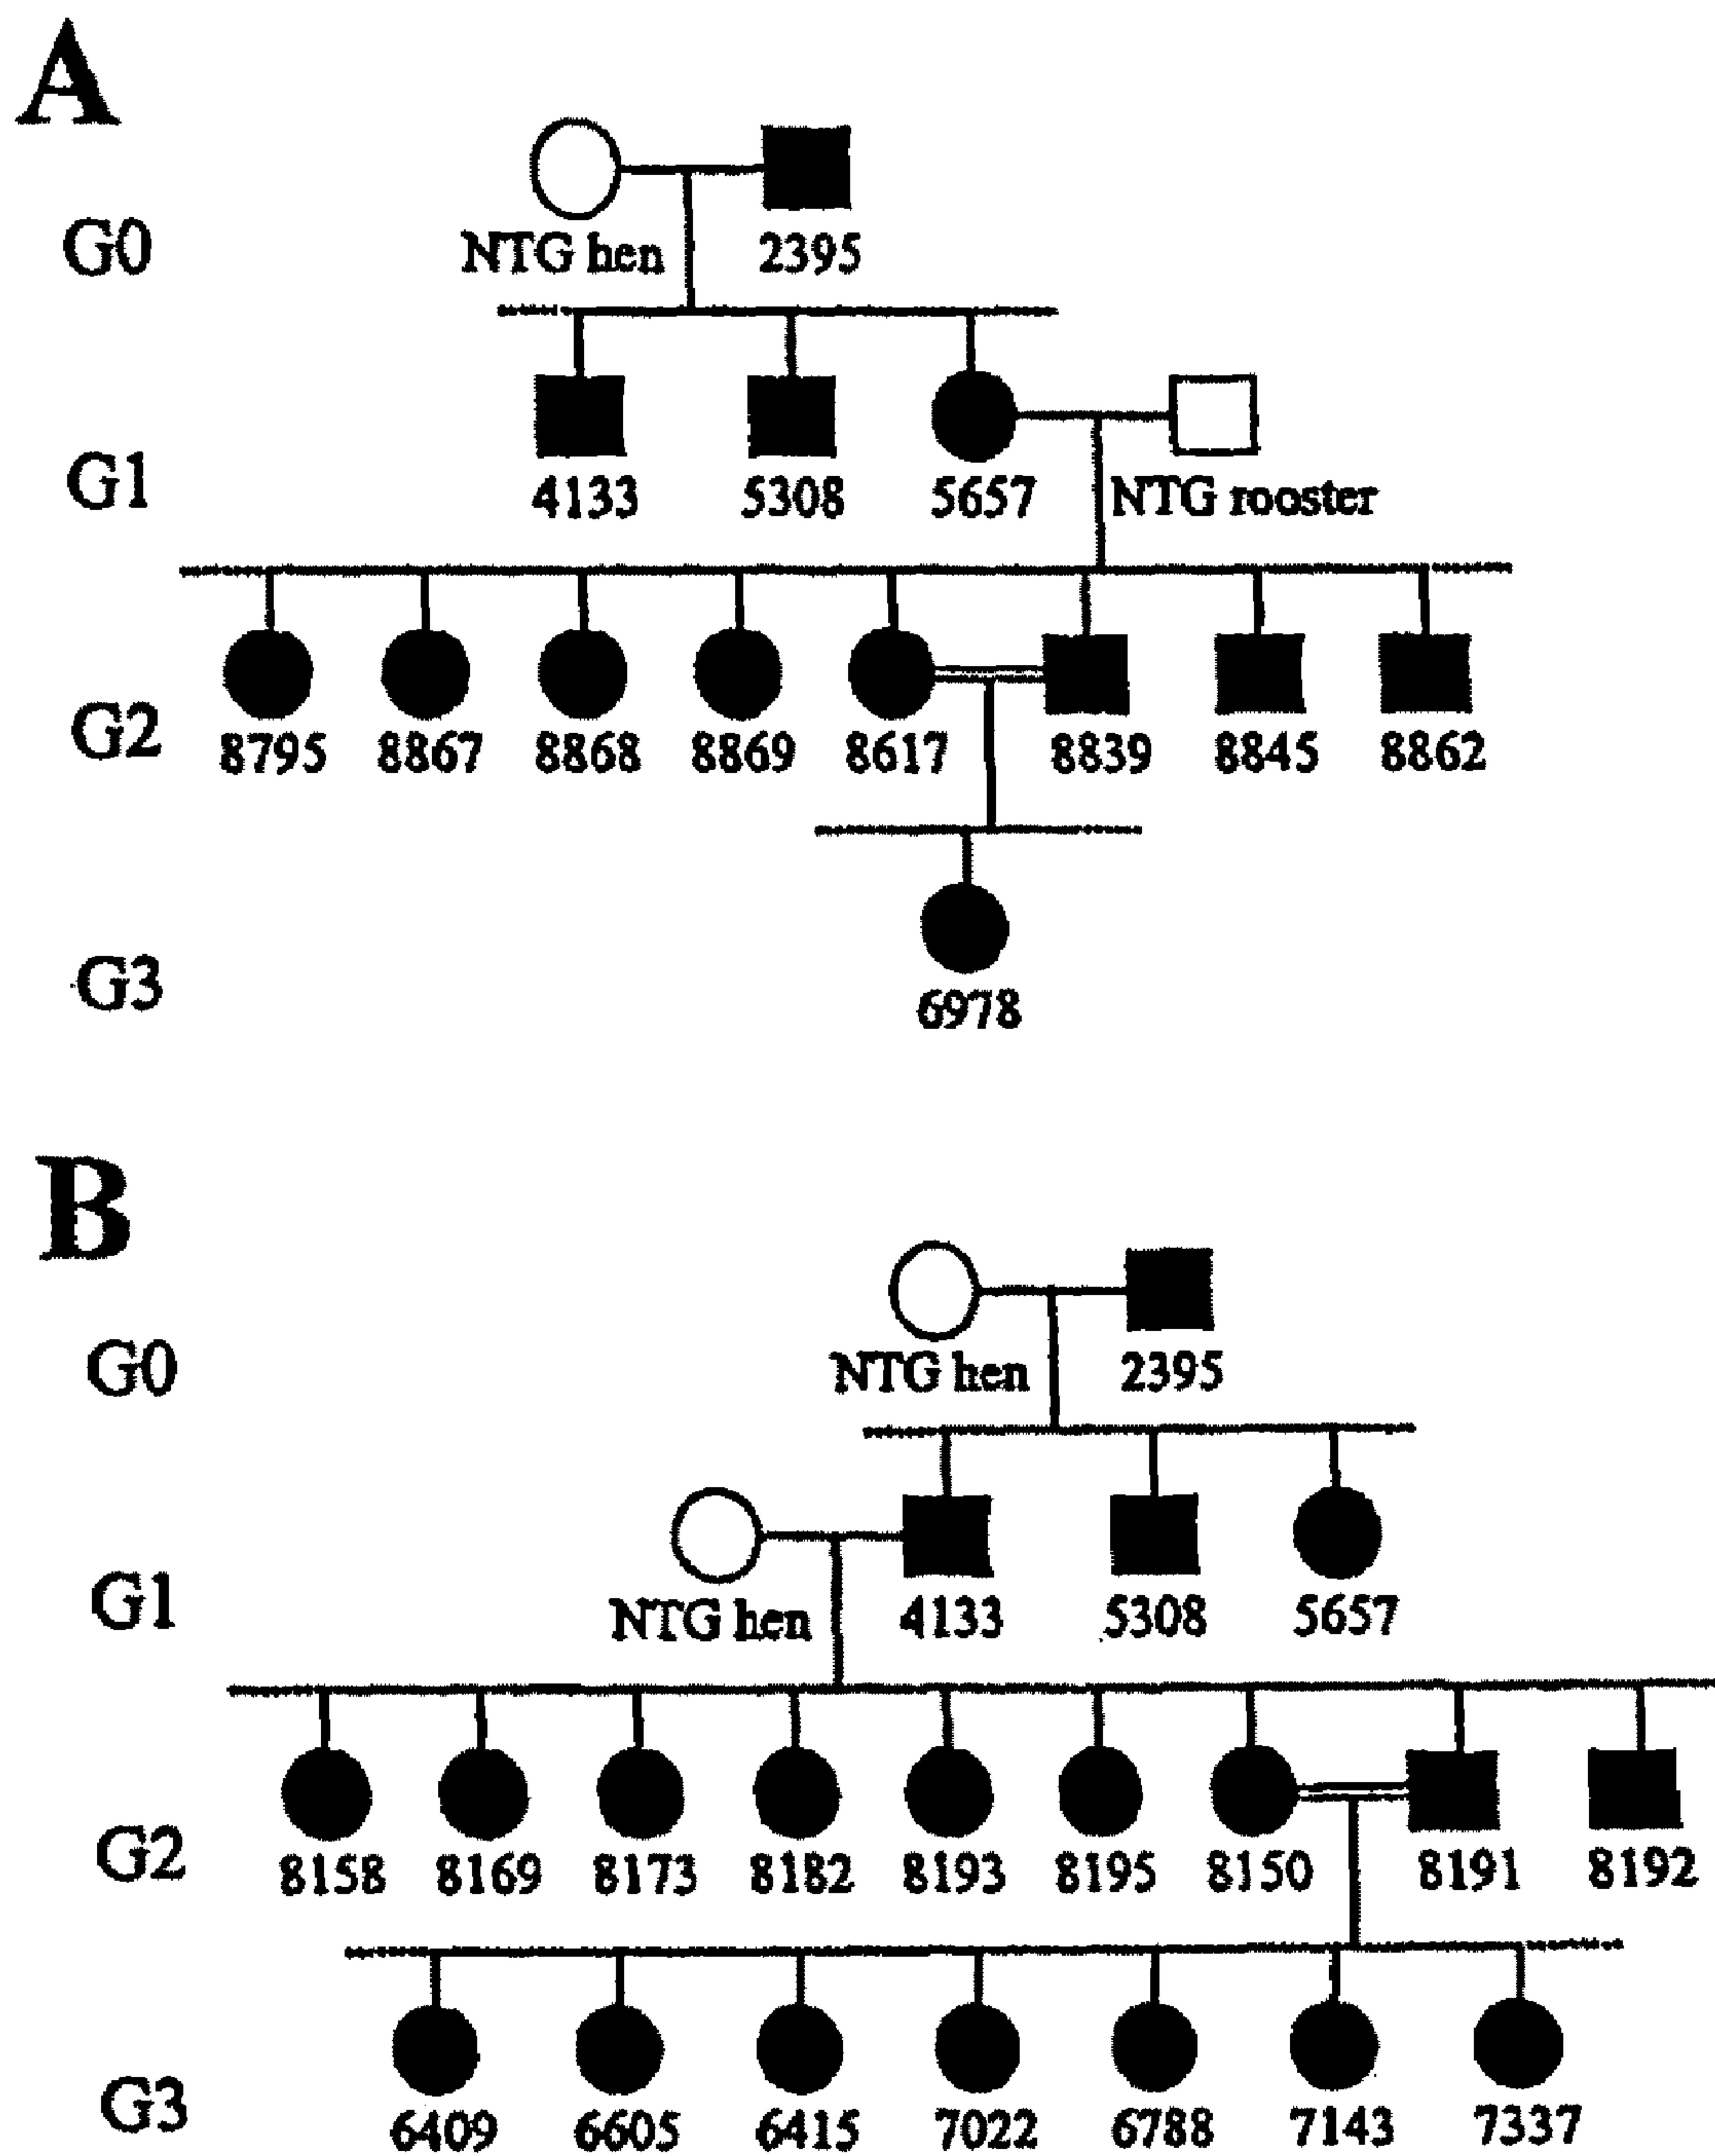 A
G0
NTG hen 2395
G1
4133 5308 5657 NTG rooster
G2
8795 8867 8868 8869 8617 8839 8845 8862
G3
6978
B
G0
NTG hen 2395
G1
NTG hen 4133 5308 5657
G2
8158 8169 8173 8182 8193 8195 8150 8191 8192
G3
6409 6605 6415 7022 6788 7143 7337